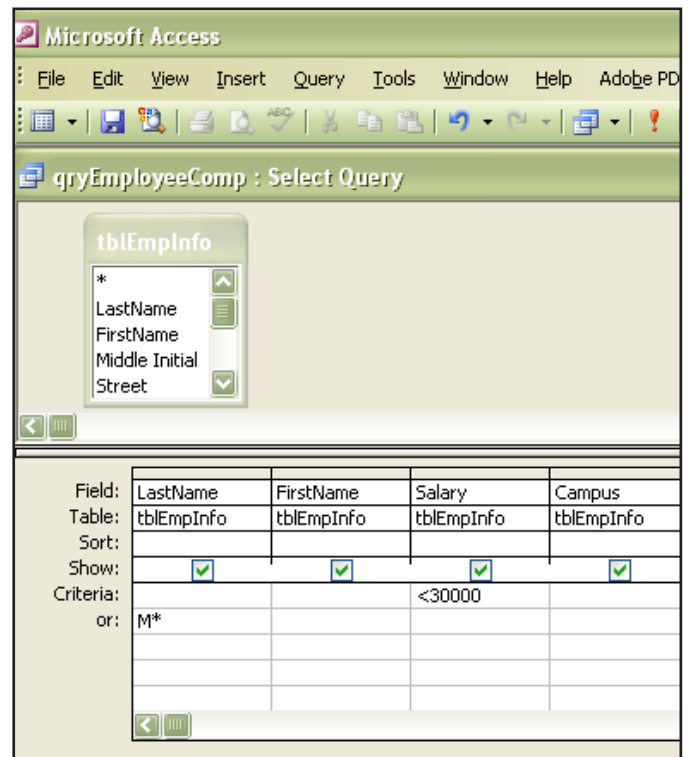 Microsoft Access
File Edit View Insert Query Tools Window Help Adobe PD
ABC
qryEmployeeComp : Select Query
tblEmpInfo
*
LastName
FirstName
Middle Initial
Street
Field: LastName FirstName Salary Campus
Table: tblEmpInfo tblEmpInfo tblEmpInfo tblEmpInfo
Sort:
Show:
Criteria: <30000
or: M*